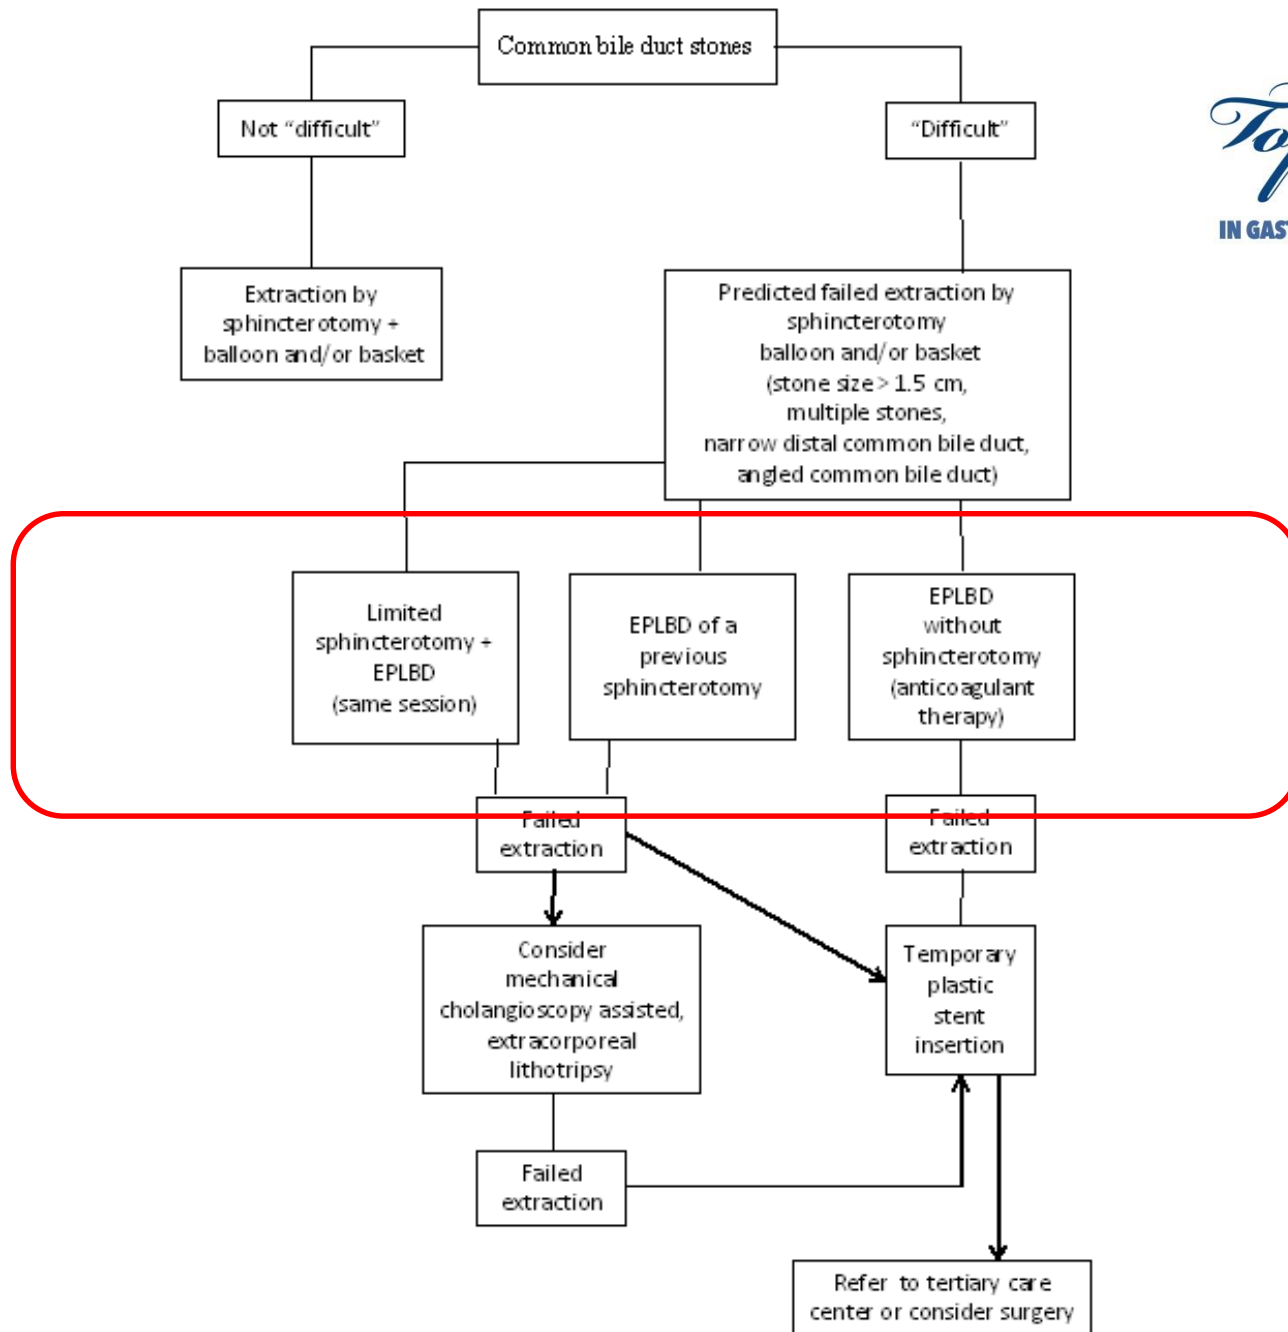 Common bile duct stones
Not “difficult”
“Difficult”
IN GAS
Extraction by
sphincterotomy +
balloon and/or basket
Predicted failed extraction by
sphincterotomy
balloon and/or basket
(stone size > 1.5 cm,
multiple stones,
narrow distal common bile duct,
angled common bile duct)
Limited
sphincterotomy +
EPLBD
(same session)
EPLBD of a
previous
sphincterotomy
EPLBD
without
sphincterotomy
(anticoagulant
therapy)
Failed
extraction
Failed
extraction
Consider
mechanical
cholangioscopy assisted,
extracorporeal
lithotripsy
Temporary
plastic
stent
insertion
Failed
extraction
Refer to tertiary care
center or consider surgery